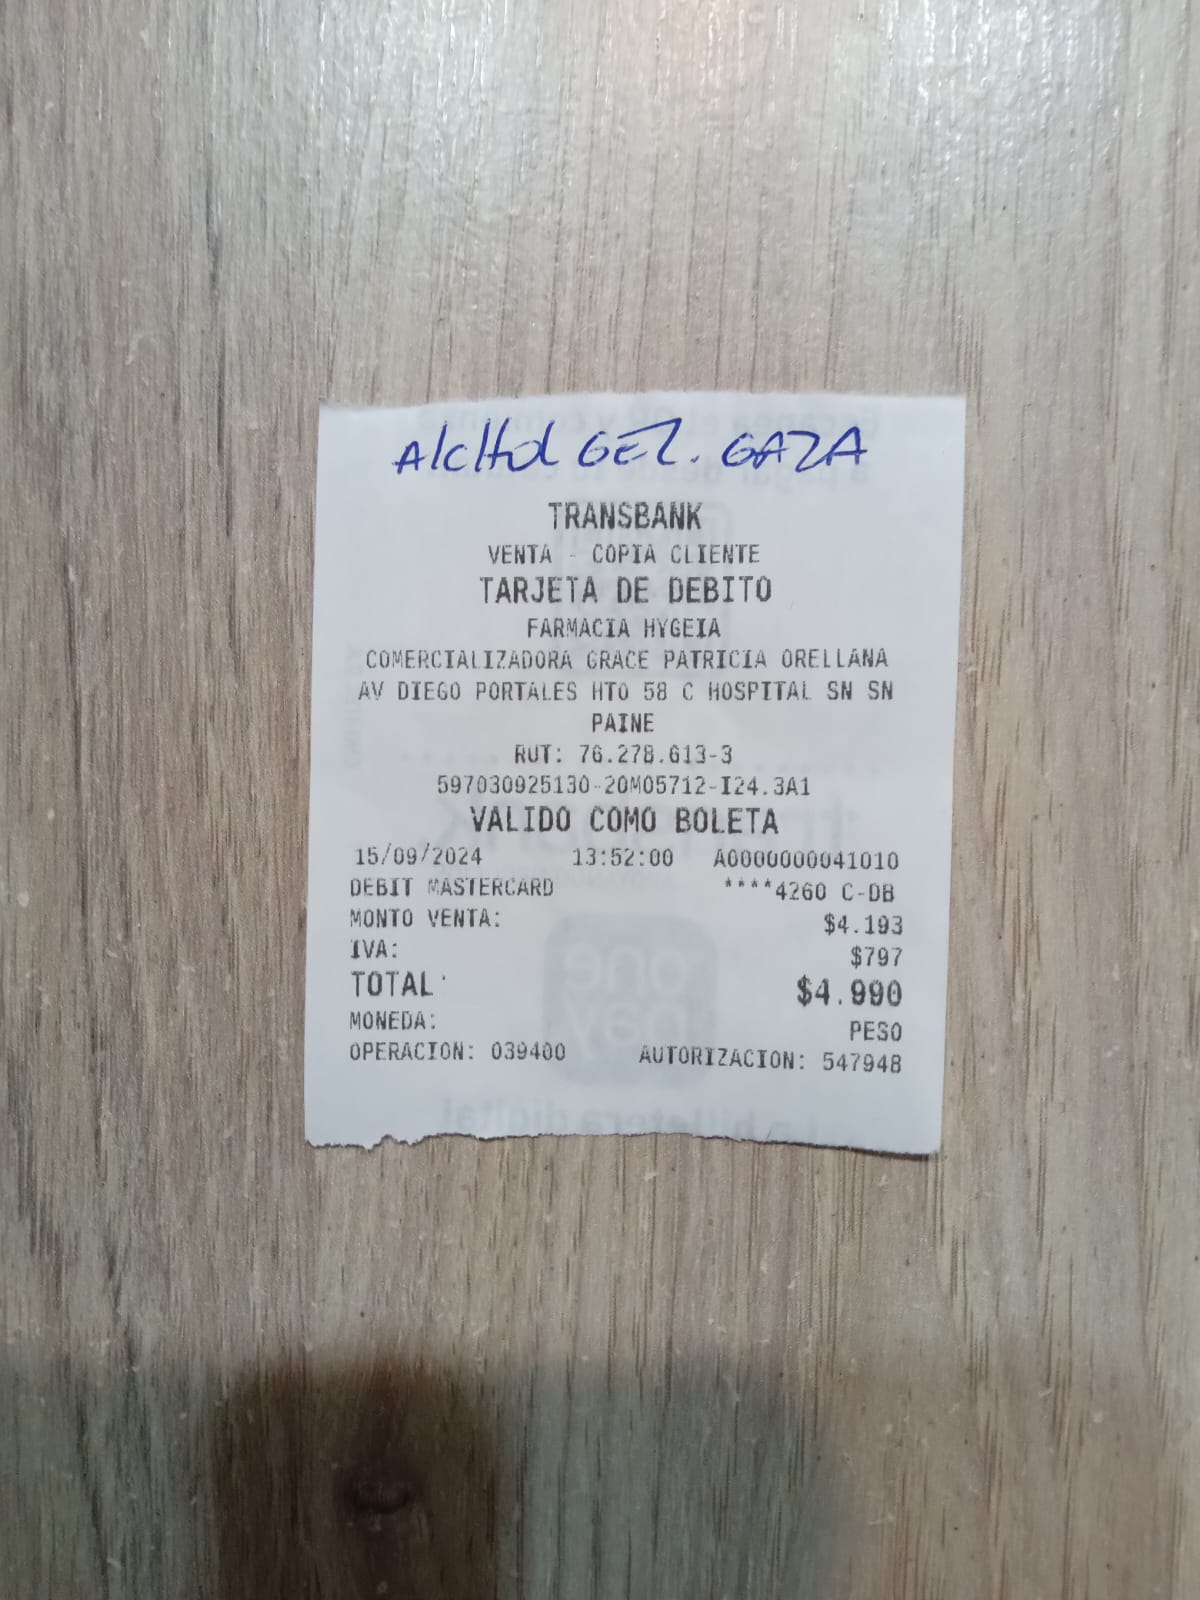 Alchol GEL. GAZA
TRANSBANK
VENTA - COPIA CLIENTE
TARJETA DE DEBITO
FARMACIA HYGEIA
COMERCIALIZADORA GRACE PATRICIA ORELLANA
AV DIEGO PORTALES HTO 58 C HOSPITAL SN SN
PAINE
RUT: 76.278.613-3
597030925130-20M05712-I24.3A1
VALIDO COMO BOLETA
15/09/2024 13:52:00 A0000000041010
DEBIT MASTERCARD ****4260 C-DB
MONTO VENTA: $4.193
IVA: $797
TOTAL $4.990
MONEDA: PESO
OPERACION: 039400 AUTORIZACION: 547948